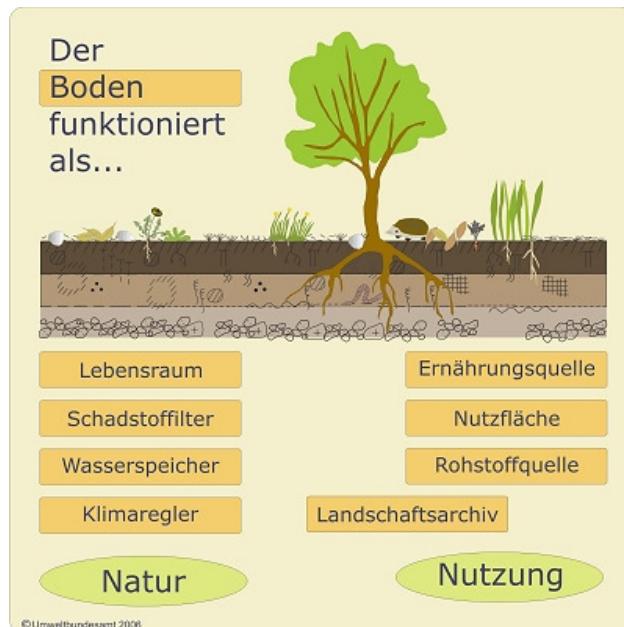 Der
Boden
funktioniert
als...
Lebensraum
Schadstoffilter
Wasserspeicher
Klimaregler
Ernährungsquelle
Nutzfläche
Rohstoffquelle
Landschaftsarchiv
Natur
Nutzung
© Umweltbundesamt 2006